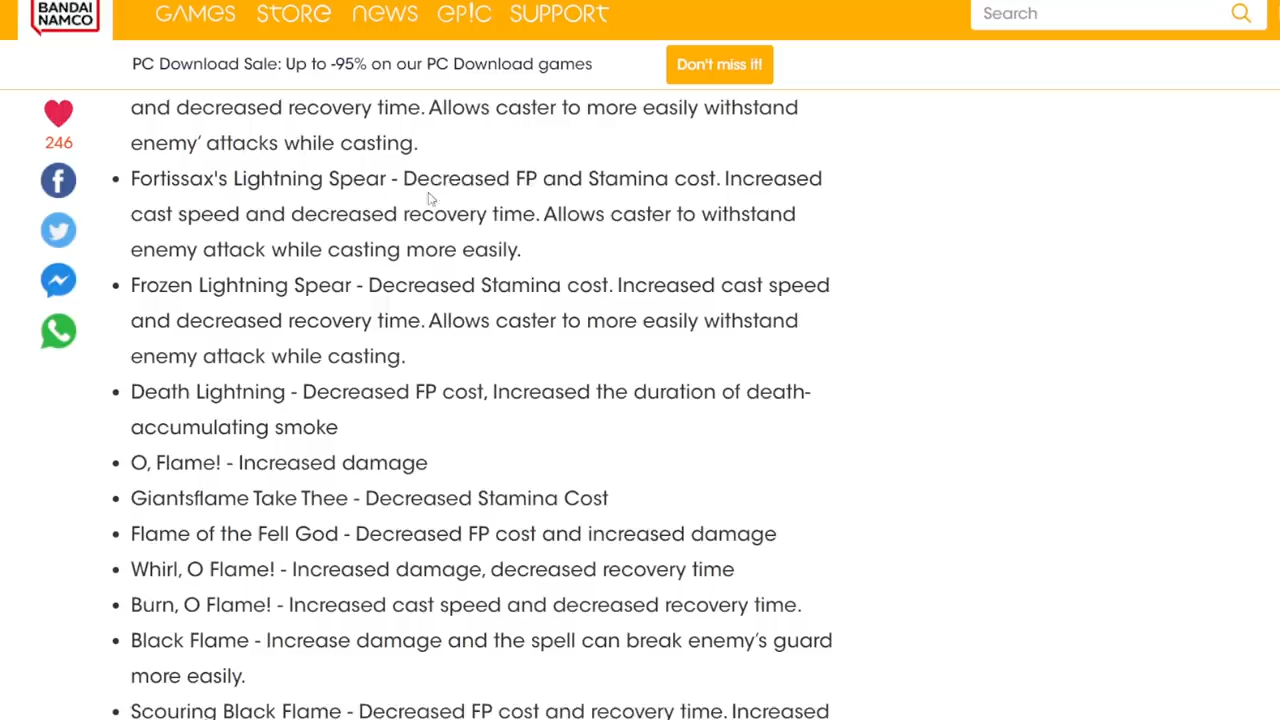 BANDAI
NAMCO
GAMES STORE NEWS EP!C SUPPORT
Search
PC Download Sale: Up to -95% on our PC Download games
Don't miss it!
and decreased recovery time. Allows caster to more easily withstand
enemy’ attacks while casting.
246
• Fortissax's Lightning Spear - Decreased FP and Stamina cost. Increased
cast speed and decreased recovery time. Allows caster to withstand
enemy attack while casting more easily.
• Frozen Lightning Spear - Decreased Stamina cost. Increased cast speed
and decreased recovery time. Allows caster to more easily withstand
enemy attack while casting.
• Death Lightning - Decreased FP cost, Increased the duration of death-
accumulating smoke
• O, Flame! - Increased damage
• Giantsflame Take Thee - Decreased Stamina Cost
• Flame of the Fell God - Decreased FP cost and increased damage
• Whirl, O Flame! - Increased damage, decreased recovery time
• Burn, O Flame! - Increased cast speed and decreased recovery time.
• Black Flame - Increase damage and the spell can break enemy’s guard
more easily.
• Scouring Black Flame - Decreased FP cost and recovery time. Increased